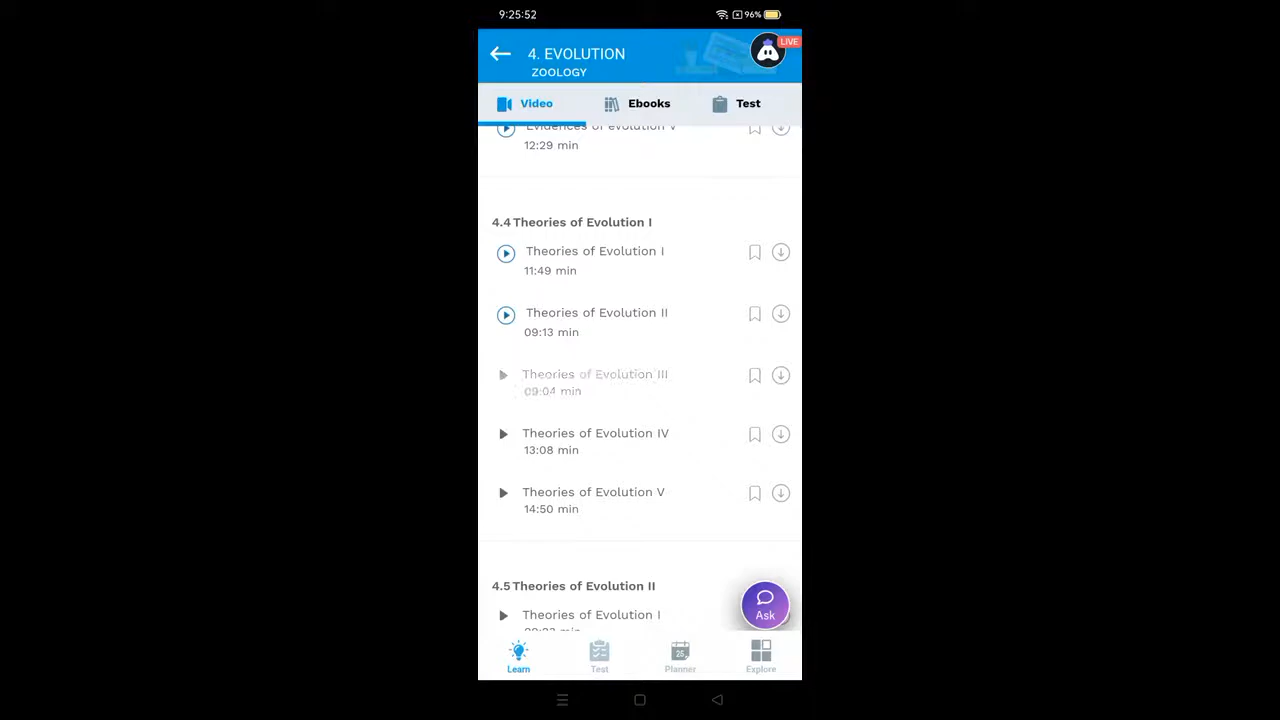 9:25:52
96%
4. EVOLUTION
LIVE
ZOOLOGY
Video
Ebooks
Test
Evidences of evolution V
12:29 min
4.4 Theories of Evolution I
Theories of Evolution I
11:49 min
Theories of Evolution II
09:13 min
Theories of Evolution III
09:04 min
Theories of Evolution IV
13:08 min
Theories of Evolution V
14:50 min
4.5 Theories of Evolution II
Theories of Evolution I
Ask
Learn
Test
Planner
Explore